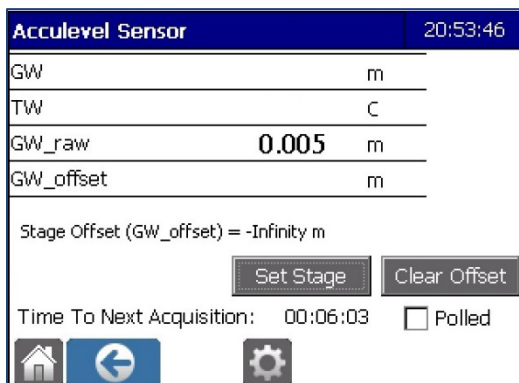 Acculevel Sensor 20:53:46
GW m
TW C
GW_raw 0.005 m
GW_offset m
Stage Offset (GW_offset) = -Infinity m
Set Stage Clear Offset
Time To Next Acquisition: 00:06:03 Polled